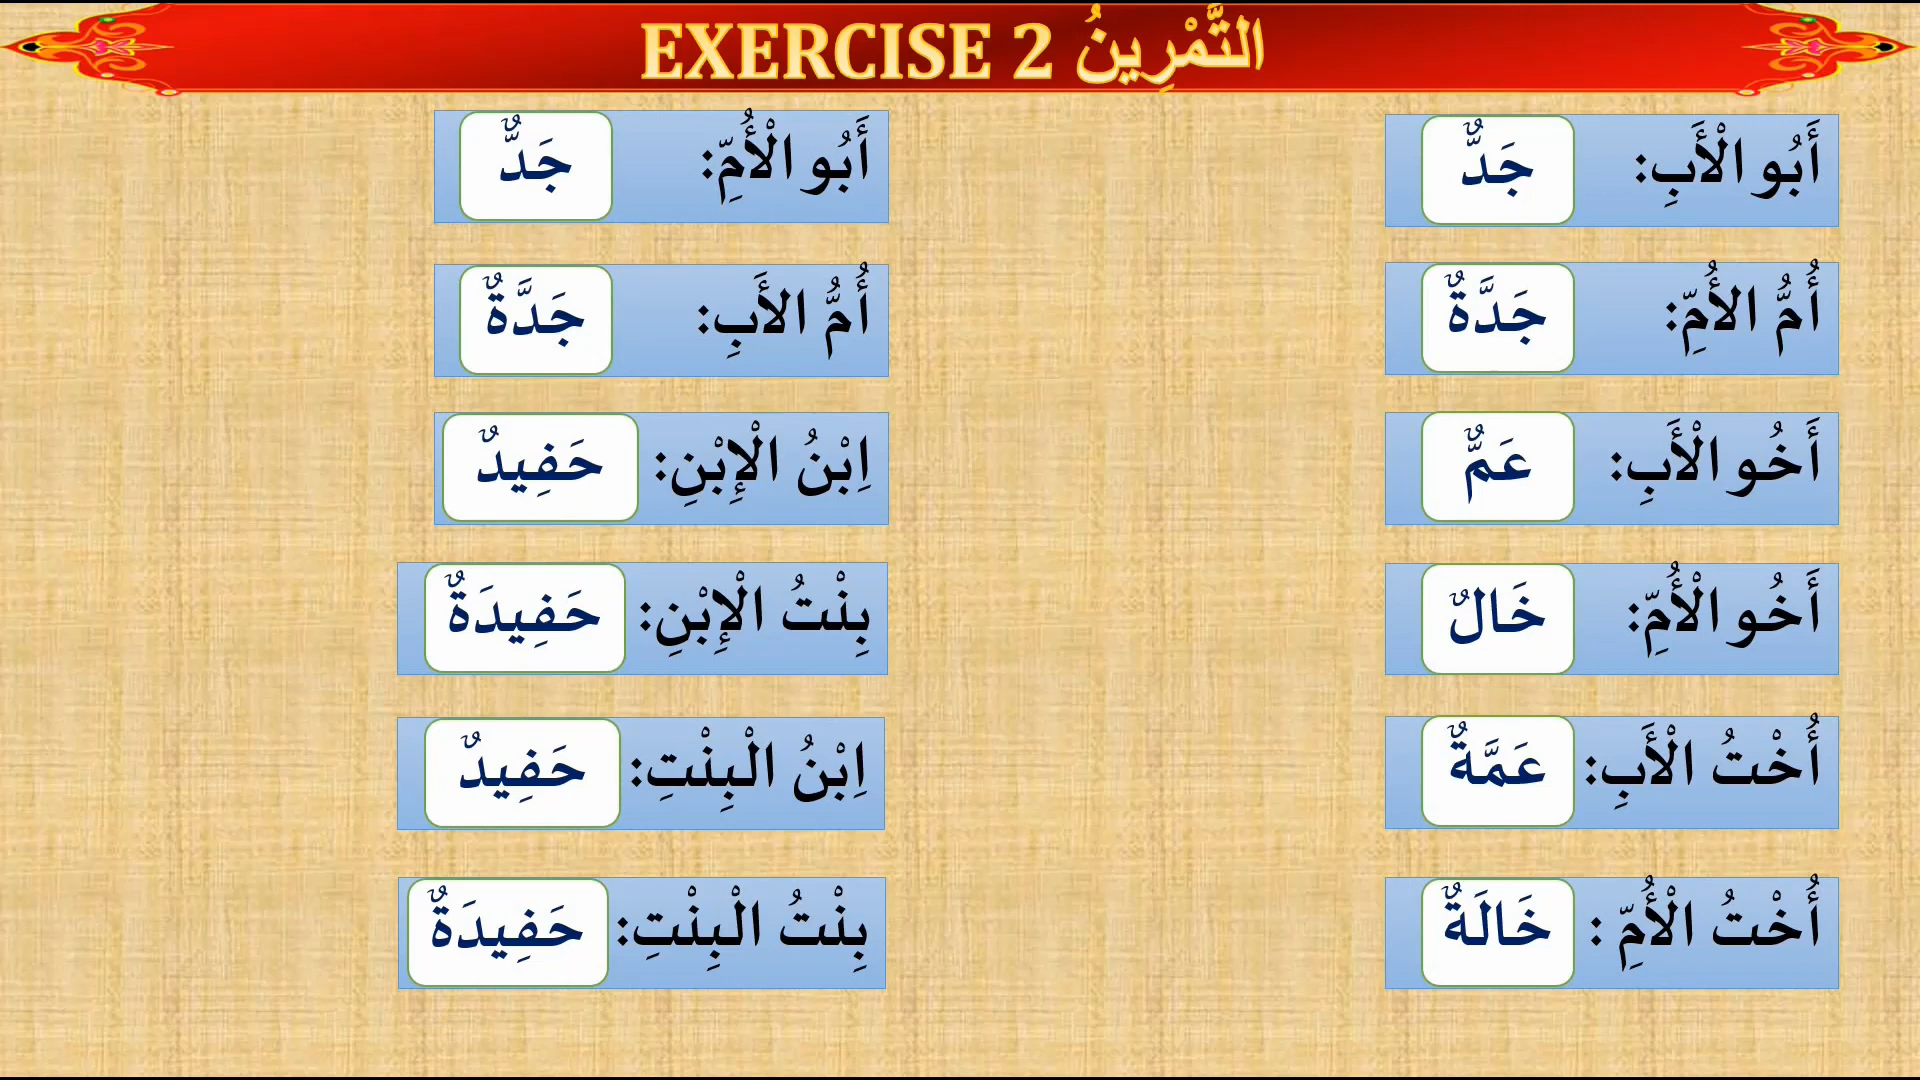 التَّمْرِينُ EXERCISE 2
أَبُو الْأَبِ: جَدٌّ
أَبُو الْأُمِّ: جَدٌّ
أُمُّ الأُمِّ: جَدَّةٌ
أُمُّ الأَبِ: جَدَّةٌ
أَخُو الْأَبِ: عَمٌّ
اِبْنُ الْإِبْنِ: حَفِيدٌ
أَخُو الْأُمِّ: خَالٌ
بِنْتُ الْإِبْنِ: حَفِيدَةٌ
أُخْتُ الْأَبِ: عَمَّةٌ
اِبْنُ الْبِنْتِ: حَفِيدٌ
أُخْتُ الْأُمِّ : خَالَةٌ
بِنْتُ الْبِنْتِ: حَفِيدَةٌ